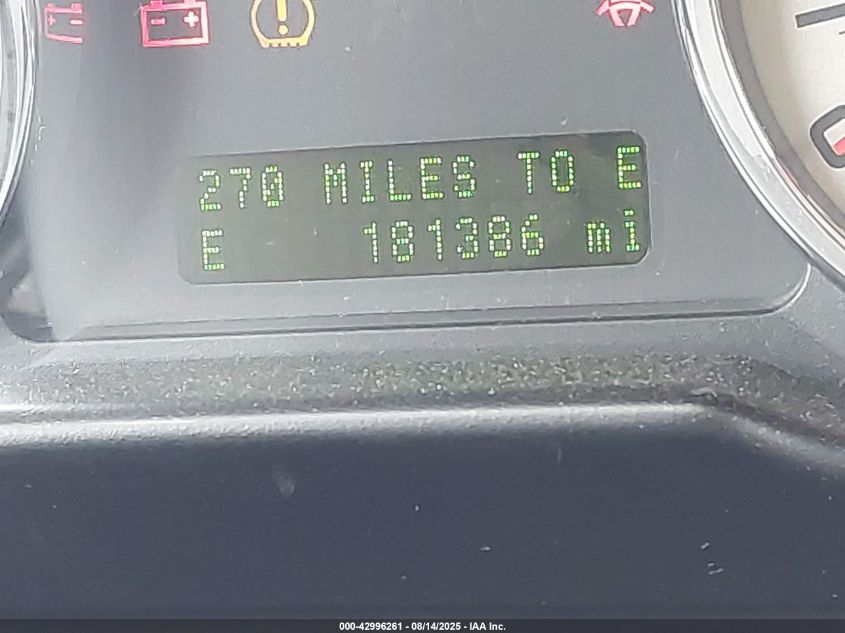 270 MILES TO E
E 181386 mi
000-42996261 - 08/14/2025 - IAA Inc.